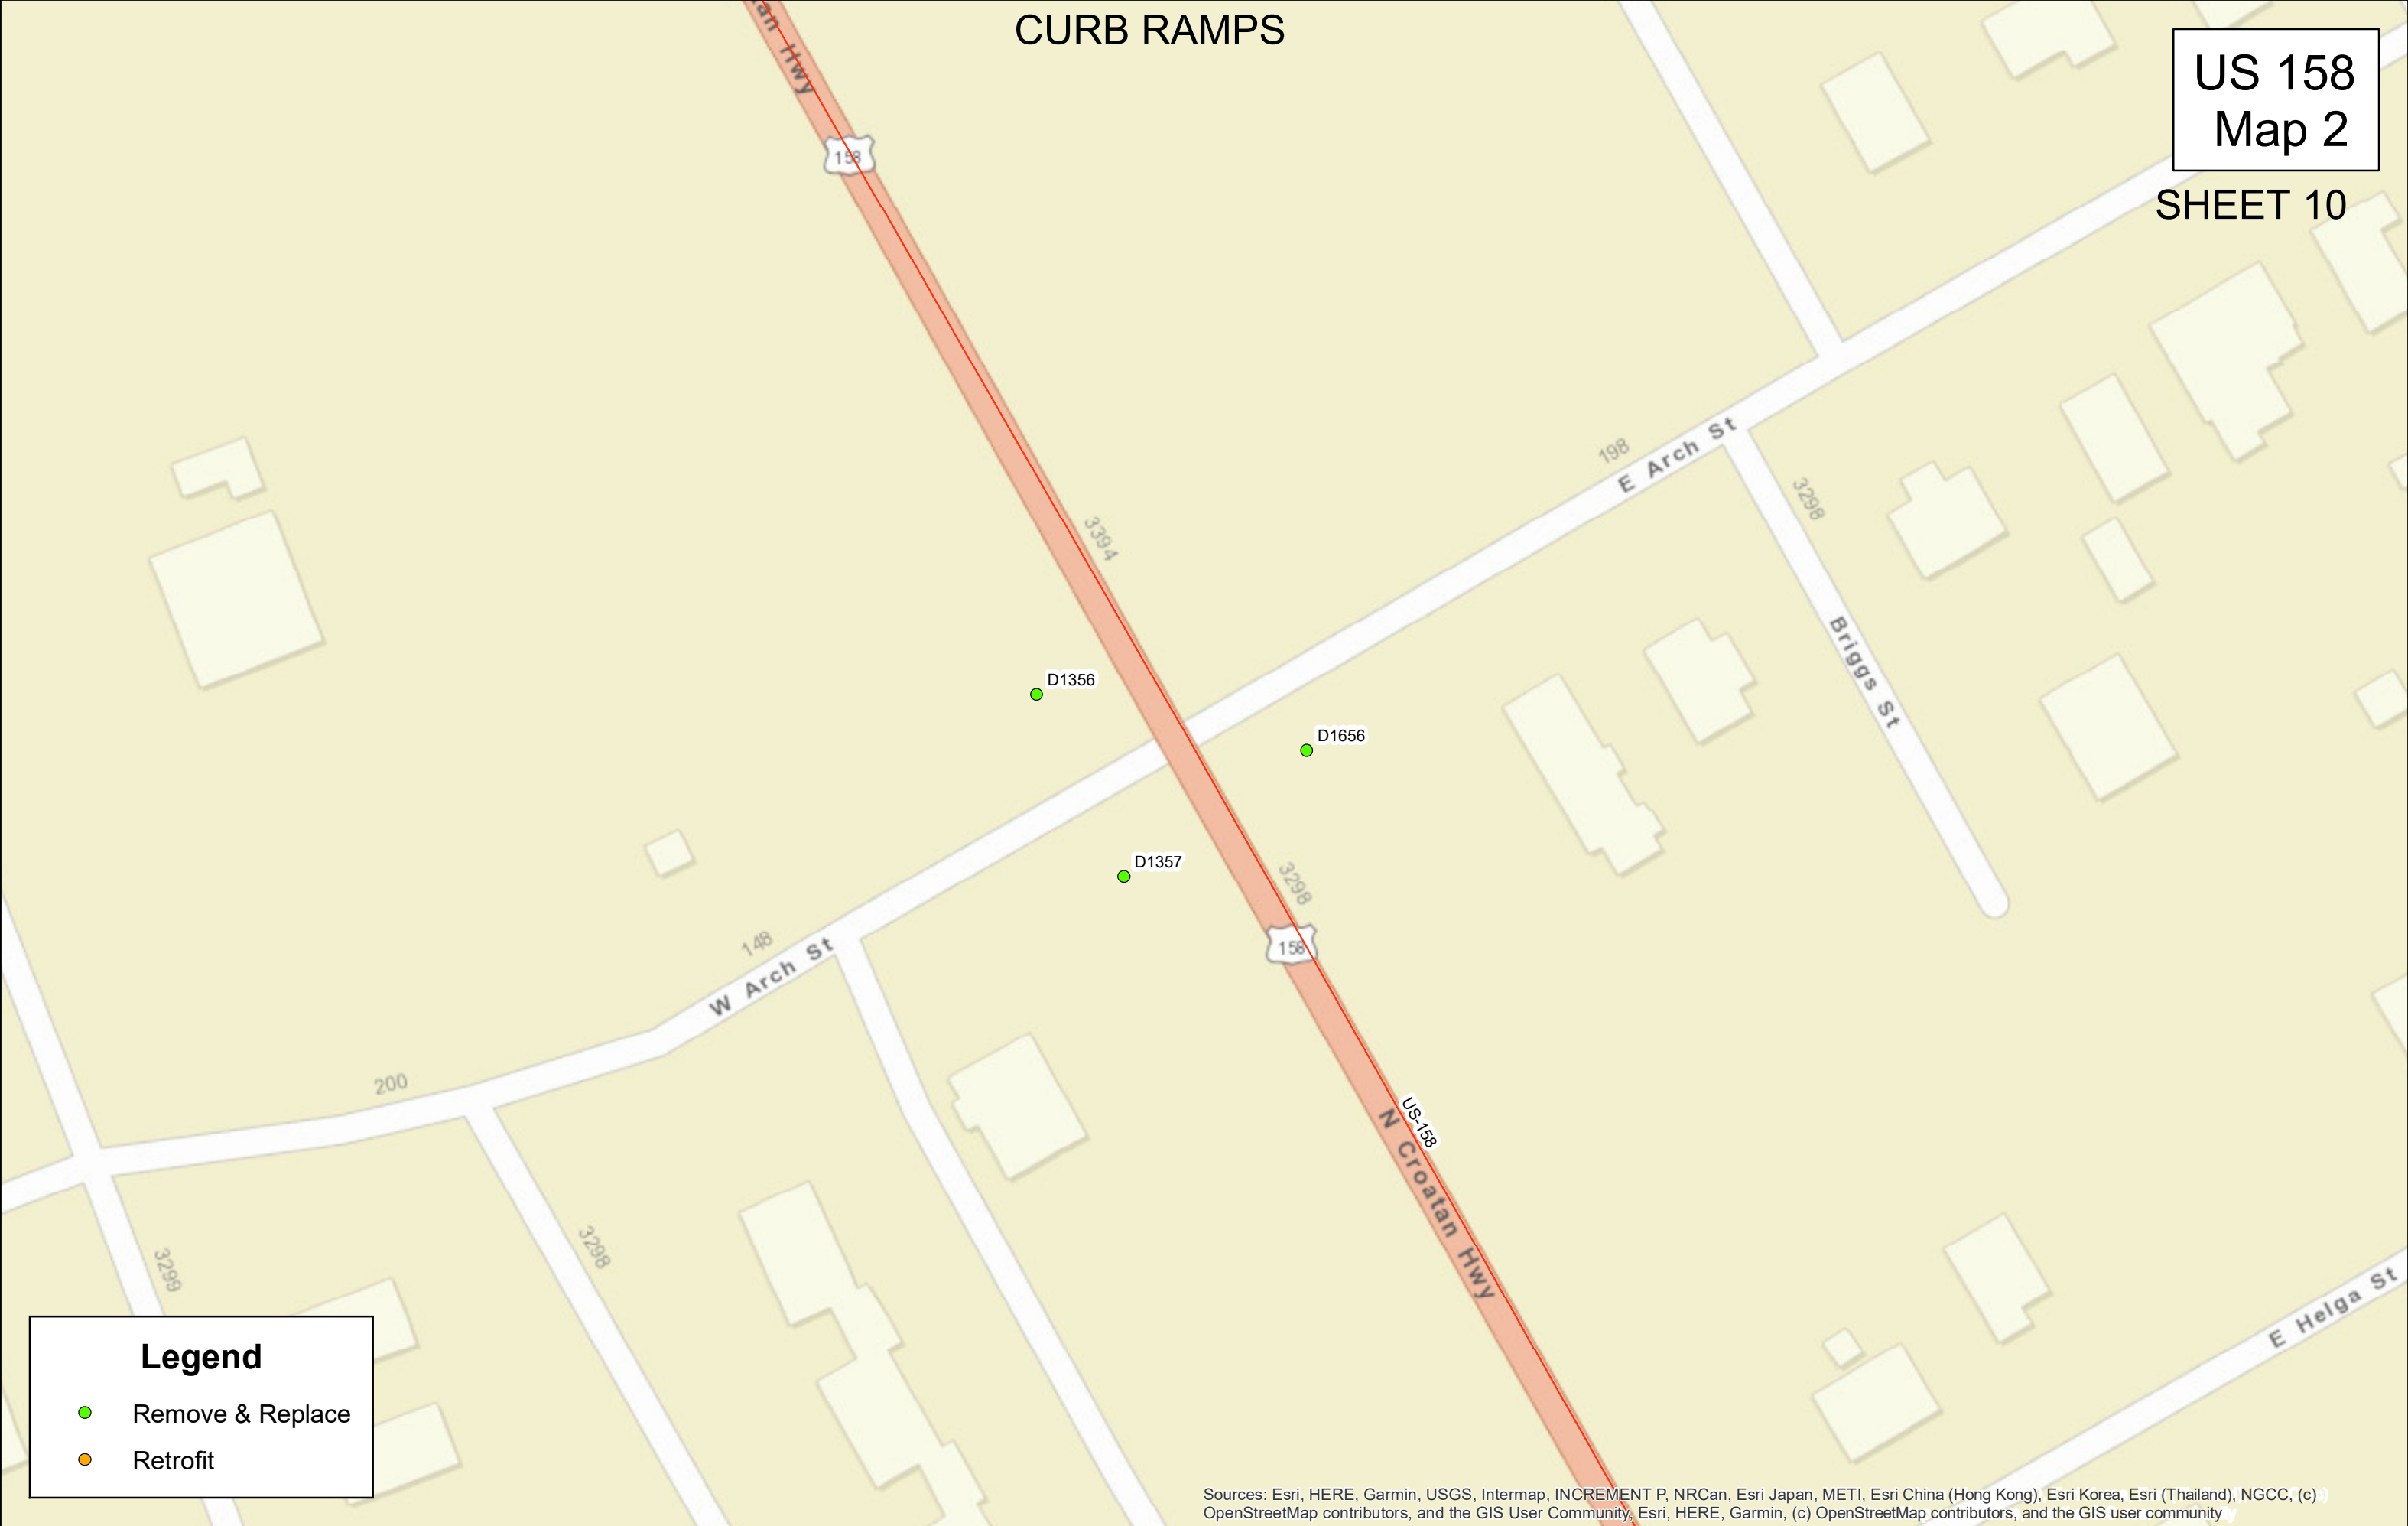 CURB RAMPS
US 158
Map 2
SHEET 10
Hwy
158
3394
198
E Arch St
3298
Briggs St
D1356
D1656
D1357
3298
158
148
W Arch St
200
US-158
N Croatan Hwy
3299
3298
E Helga St
Legend
Remove & Replace
Retrofit
Sources: Esri, HERE, Garmin, USGS, Intermap, INCREMENT P, NRCan, Esri Japan, METI, Esri China (Hong Kong), Esri Korea, Esri (Thailand), NGCC, (c)
OpenStreetMap contributors, and the GIS User Community, Esri, HERE, Garmin, (c) OpenStreetMap contributors, and the GIS user community